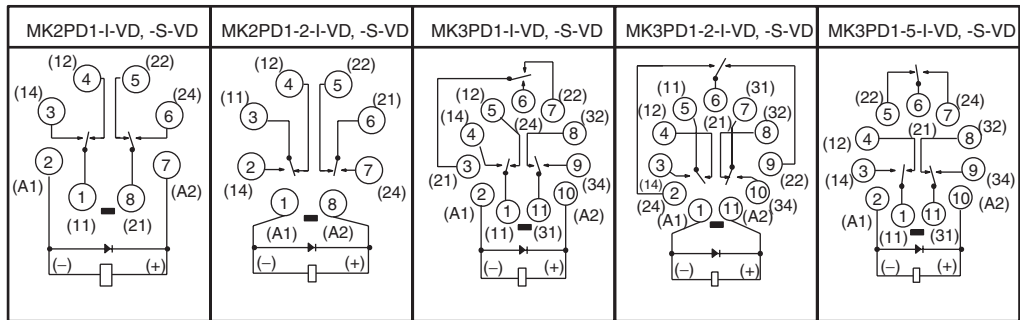 MK2PD1-I-VD, -S-VD
MK2PD1-2-I-VD, -S-VD
MK3PD1-I-VD, -S-VD
MK3PD1-2-I-VD, -S-VD
MK3PD1-5-I-VD, -S-VD
(12) (22)
4 5
(14) (24)
3 6
2 7
(A1) (A2)
1 8
(11) (21)
(−) (+)
(12) (22)
4 5
(11) (21)
3 6
2 7
(14) (24)
1 8
(A1) (A2)
(−) (+)
6
(12) 5 7 (22)
(14) (24)
4 8 (32)
3 9
(21) (34)
2 10
(A1) 1 11 (A2)
(11) (31)
(−) (+)
(11) 6 (31)
5 7
(12) (21) (32)
4 8
3 9
(14) (22)
2 10
(24) (34)
1 11
(A1) (A2)
(−) (+)
(22) 6 (24)
5 7
4 (21) 8 (32)
(12)
3 9
(14) (34)
2 10
(A1) 1 11 (A2)
(11) (31)
(−) (+)